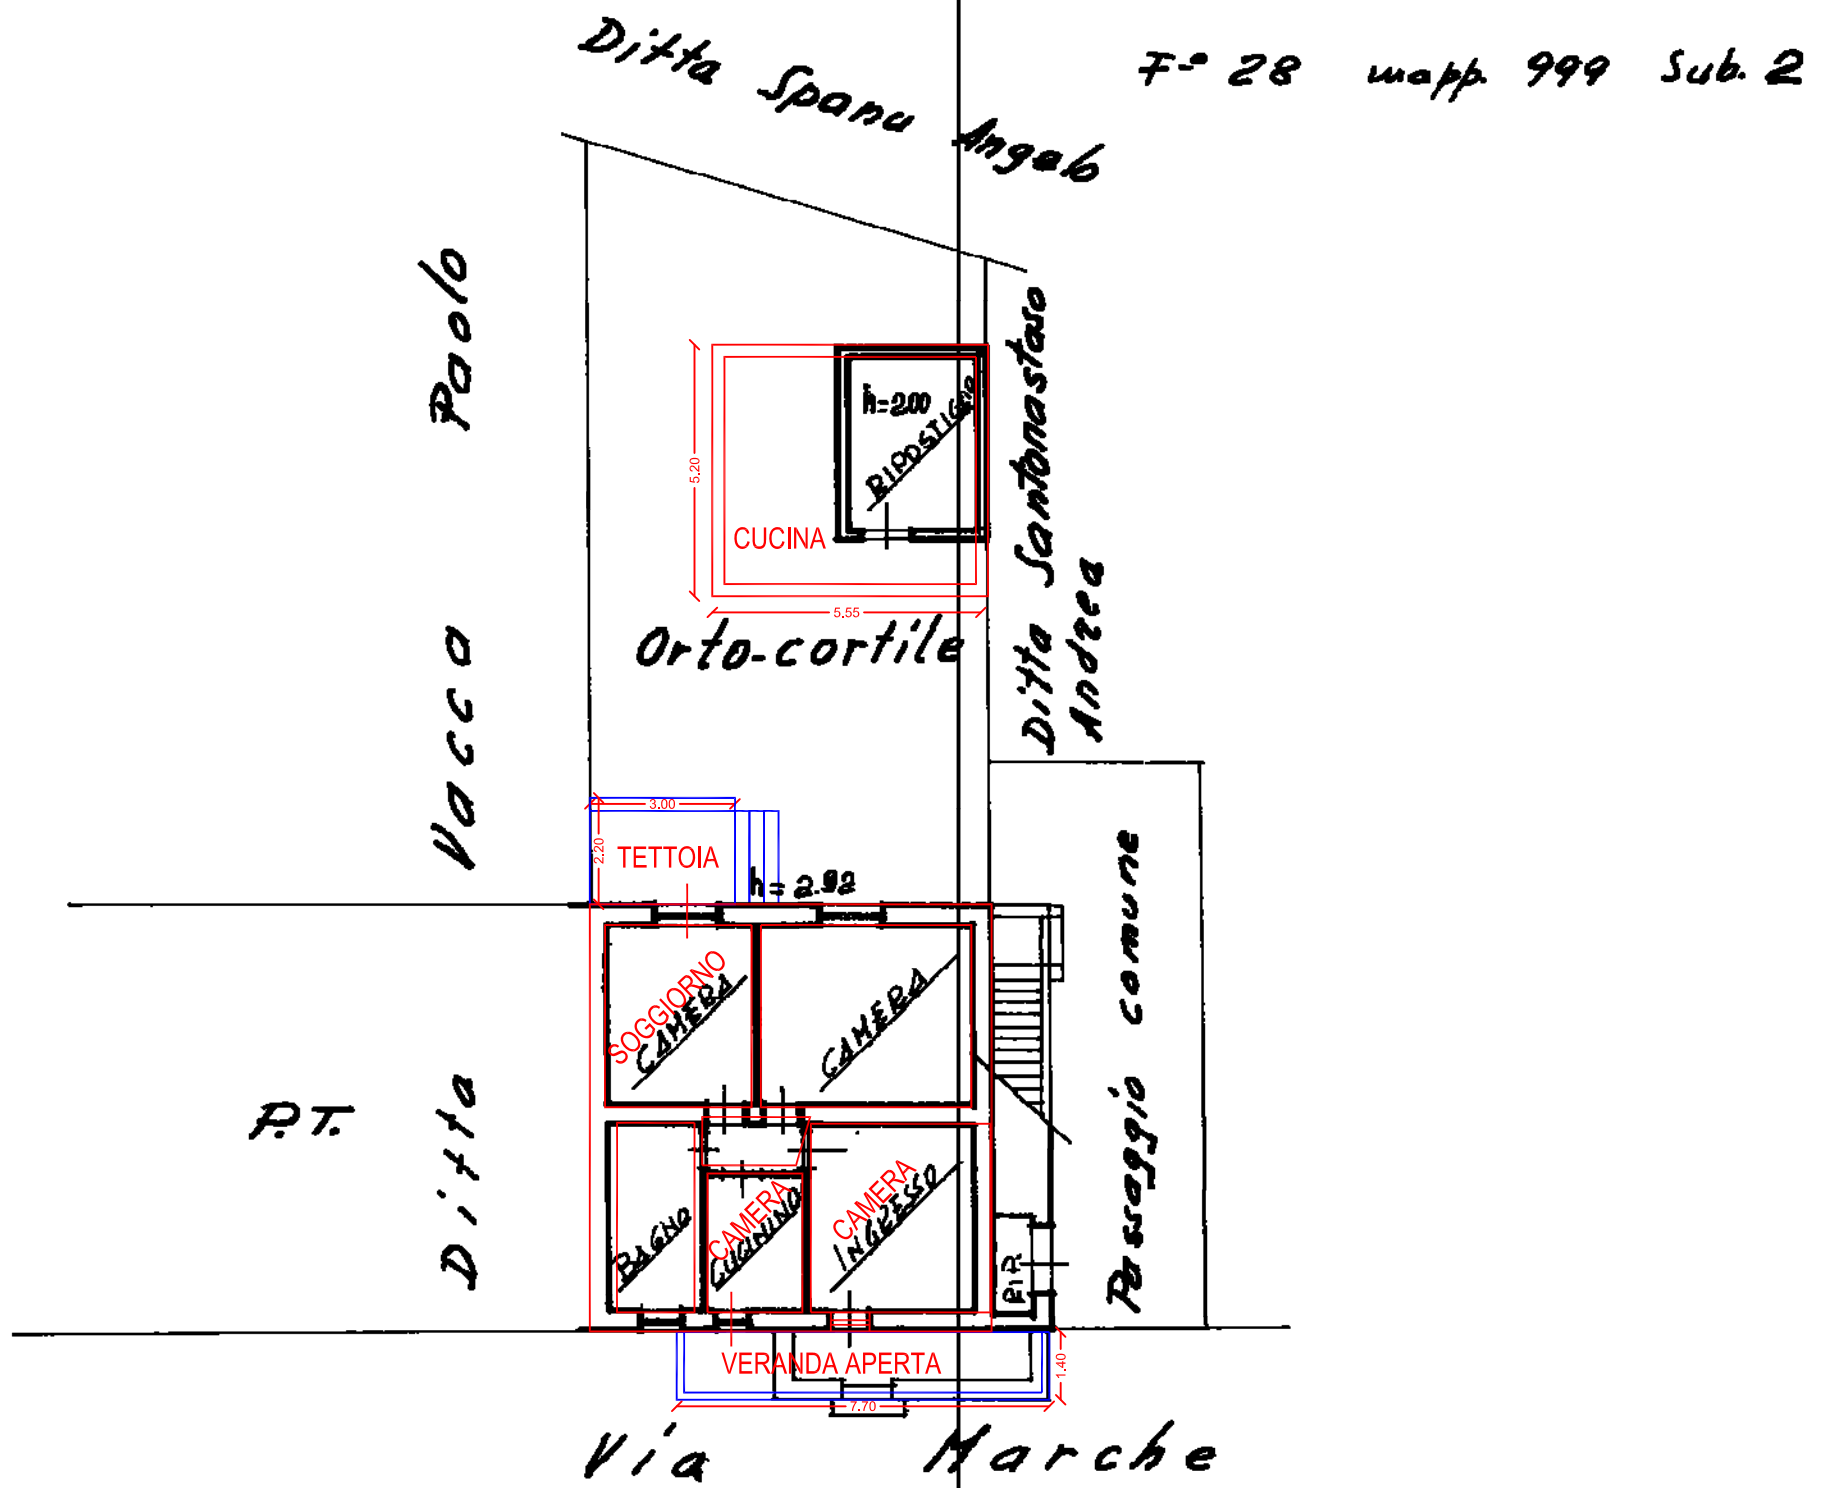 Ditta Spanu Angelo
F° 28 mapp. 999 Sub. 2
Ditta Vacca Paolo
h=2.00
RIPOSTIGLIO
5.20
CUCINA
5.55
Orto-cortile
Ditta Santonastaso
Andrea
3.00
2.20
TETTOIA
h=2.92
SOGGIORNO
CAMERA
CAMERA
P.T.
Passaggio comune
BAGNO
CAMERA
CUCININO
CAMERA
INGRESSO
RIP.
VERANDA APERTA
1.40
7.70
Via Marche